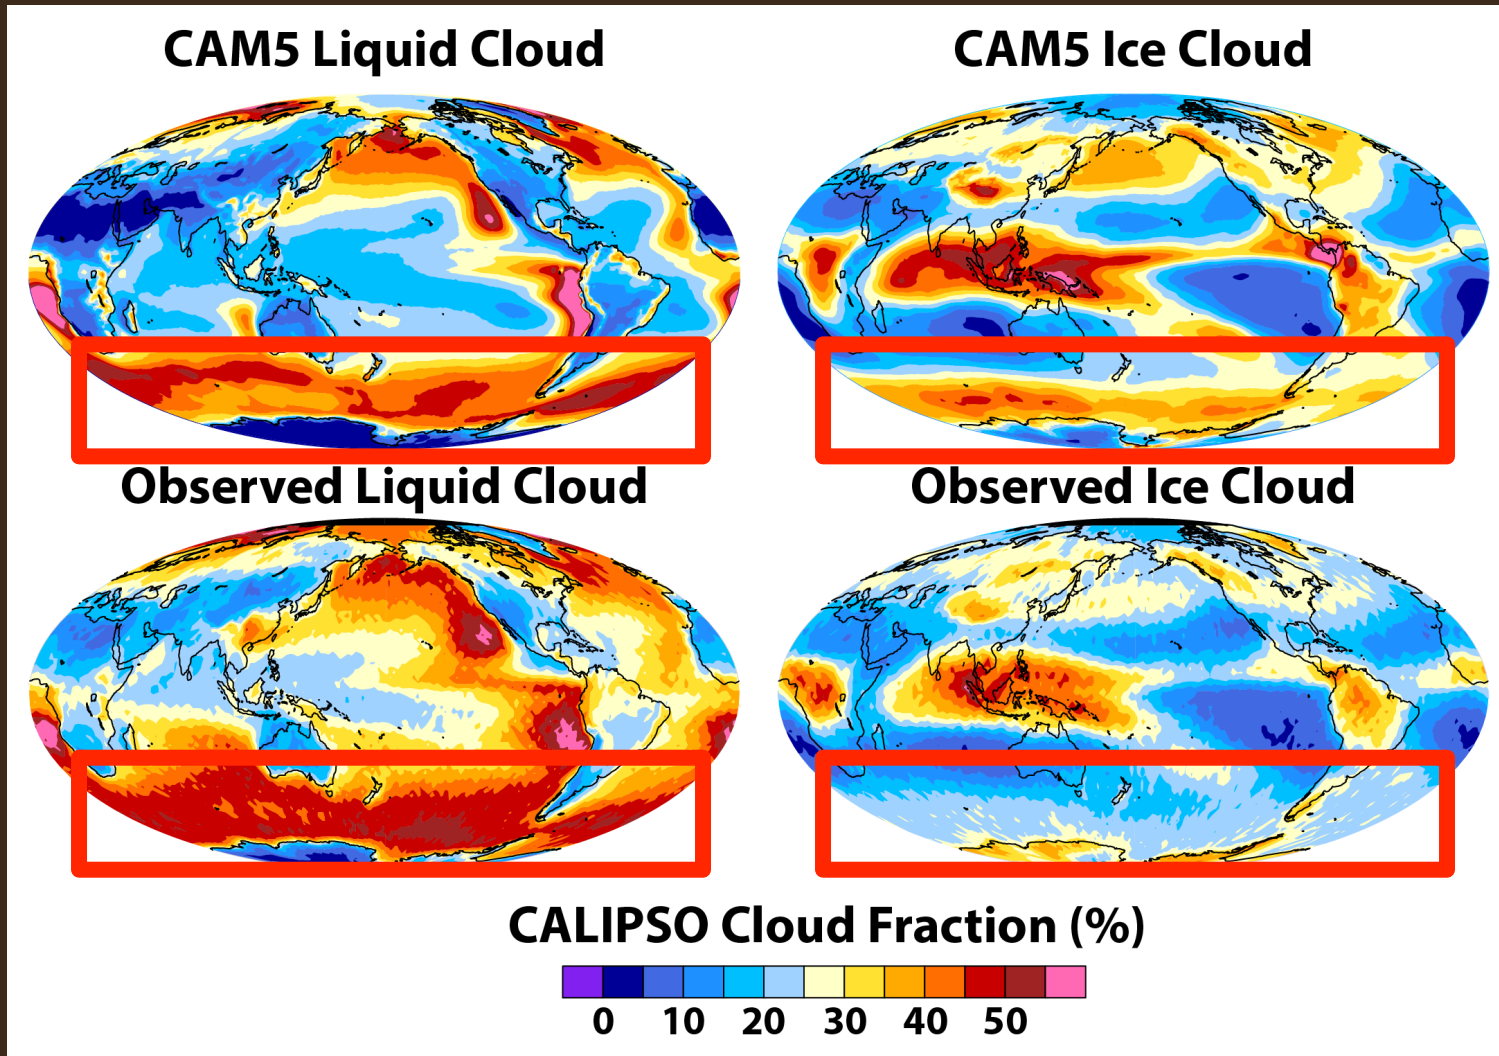 CAM5 Liquid Cloud
CAM5 Ice Cloud
Observed Liquid Cloud
Observed Ice Cloud
CALIPSO Cloud Fraction (%)
0 10 20 30 40 50